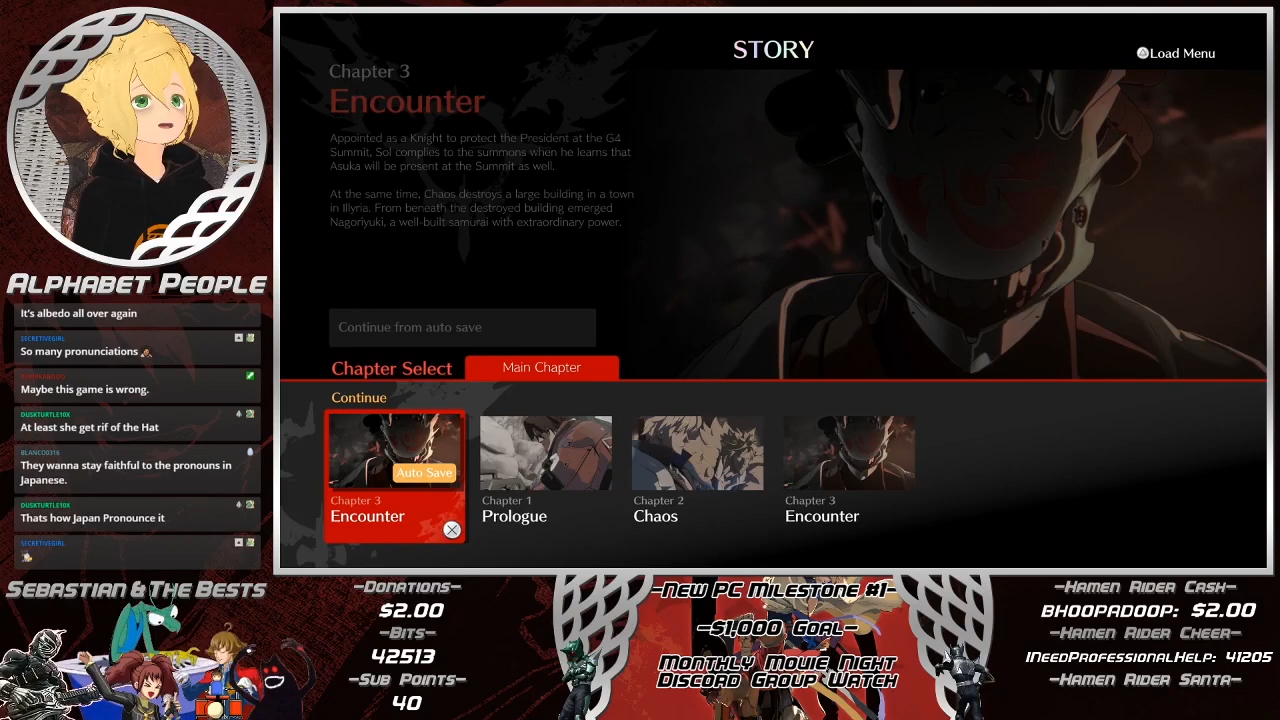 STORY
Load Menu
Chapter 3
Encounter
Appointed as a Knight to protect the President at the G4
Summit, Sol complies to the summons when he learns that
Asuka will be present at the Summit as well.
At the same time, Chaos destroys a large building in a town
in Illyria. From beneath the destroyed building emerged
Nagoriyuki, a well-built samurai with extraordinary power.
Continue from auto save
Chapter Select
Main Chapter
Continue
Auto Save
Chapter 3
Encounter
Chapter 1
Prologue
Chapter 2
Chaos
Chapter 3
Encounter
Alphabet People
It's albedo all over again
SECRETIVEGIRL
So many pronunciations
Maybe this game is wrong.
DUSKTURTLE10X
At least she get rif of the Hat
BLANCO0316
They wanna stay faithful to the pronouns in
Japanese.
DUSKTURTLE10X
Thats how Japan Pronounce it
SECRETIVEGIRL
Sebastian & The Bests
-Donations-
$2.00
-Bits-
42513
-Sub Points-
40
-New PC Milestone #1-
-$1,000 Goal-
Monthly Movie Night
Discord Group Watch
-Kamen Rider Cash-
BHOOPADOOP: $2.00
-Kamen Rider Cheer-
INeedProfessionalHelp: 41205
-Kamen Rider Santa-